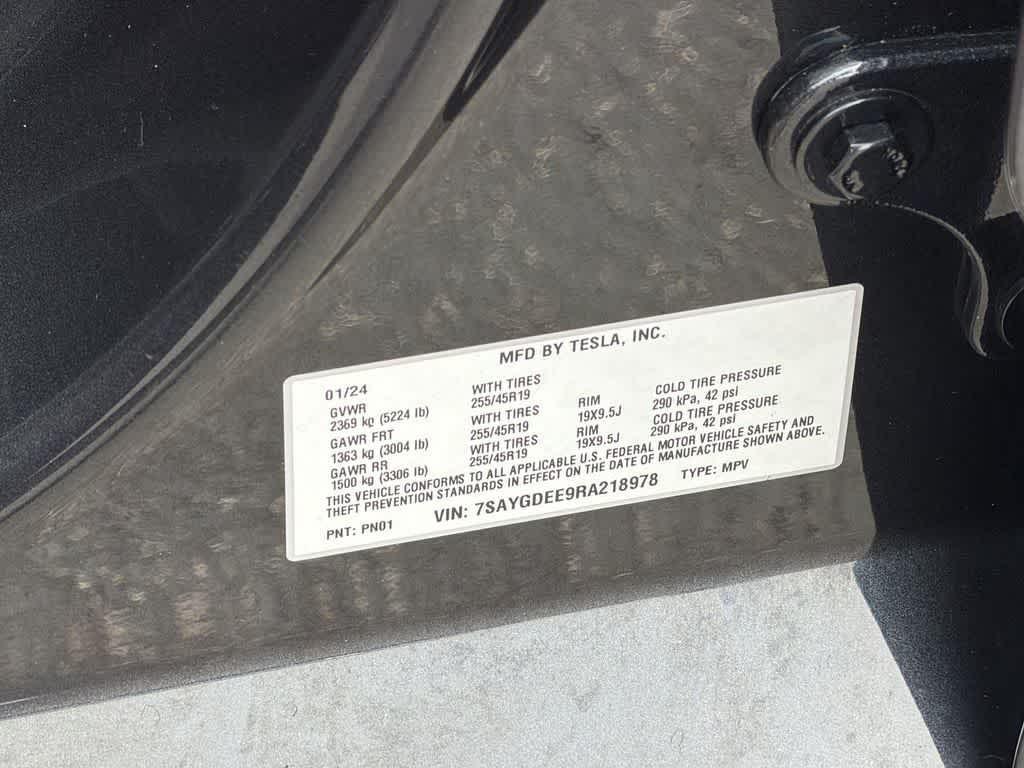 MFD BY TESLA, INC.
01/24
GVWR WITH TIRES
2369 kg (5224 lb) 255/45R19 RIM COLD TIRE PRESSURE
GAWR FRT WITH TIRES 19X9.5J 290 kPa, 42 psi
1363 kg (3004 lb) 255/45R19 RIM COLD TIRE PRESSURE
GAWR RR WITH TIRES 19X9.5J 290 kPa, 42 psi
1500 kg (3306 lb) 255/45R19
THIS VEHICLE CONFORMS TO ALL APPLICABLE U.S. FEDERAL MOTOR VEHICLE SAFETY AND
THEFT PREVENTION STANDARDS IN EFFECT ON THE DATE OF MANUFACTURE SHOWN ABOVE.
PNT: PN01 VIN: 7SAYGDEE9RA218978 TYPE: MPV